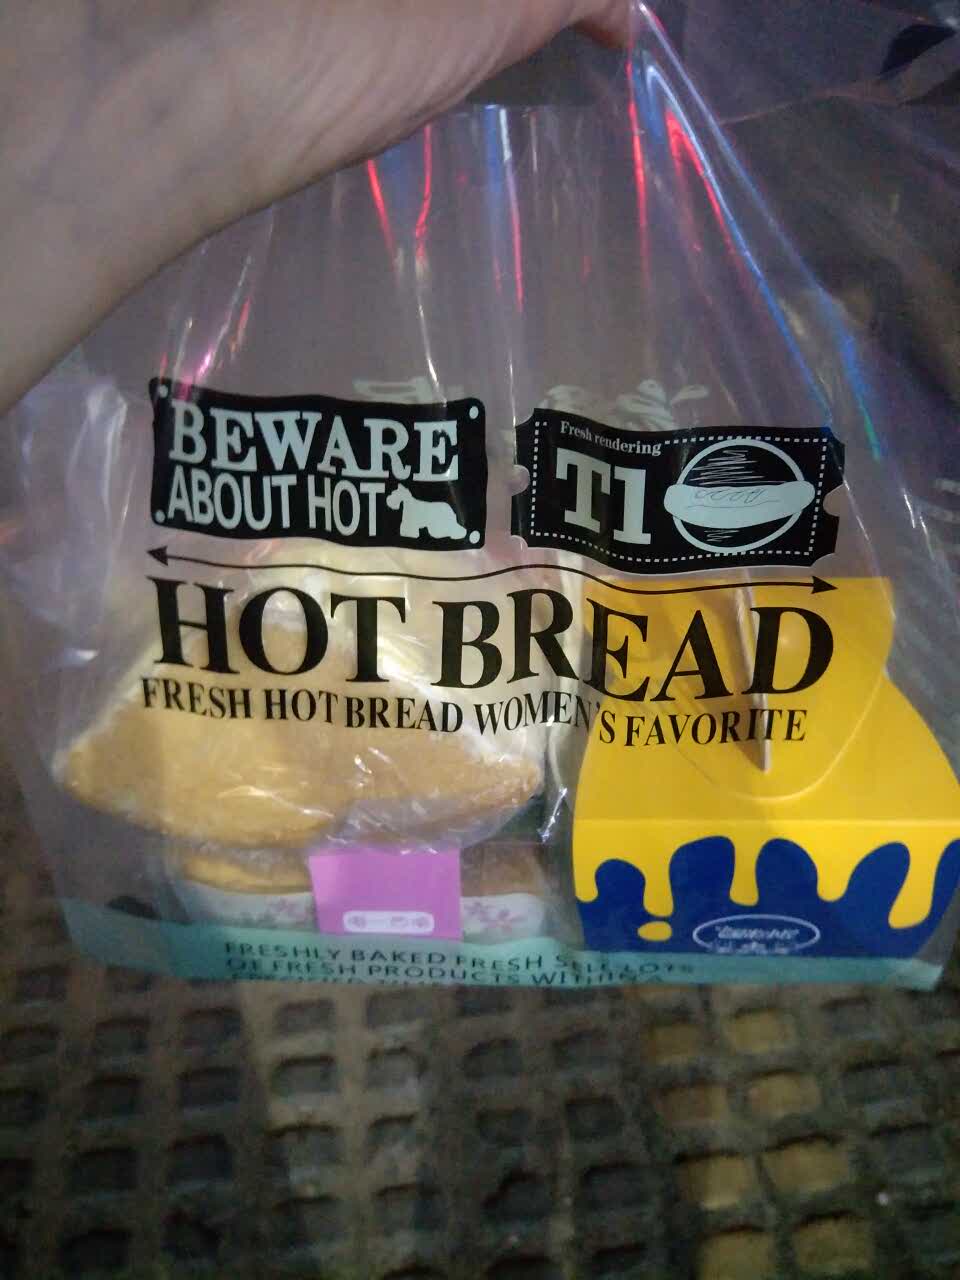 BEWARE
ABOUT HOT
Fresh rendering
T1
HOT BREAD
FRESH HOT BREAD WOMEN'S FAVORITE
FRESHLY BAKED FRESH
OF FRESH PRODUCTS WITHIN